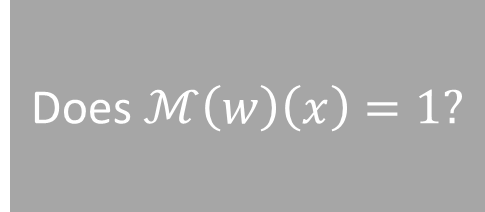 Does ℳ(𝑤)(𝑥) = 1?